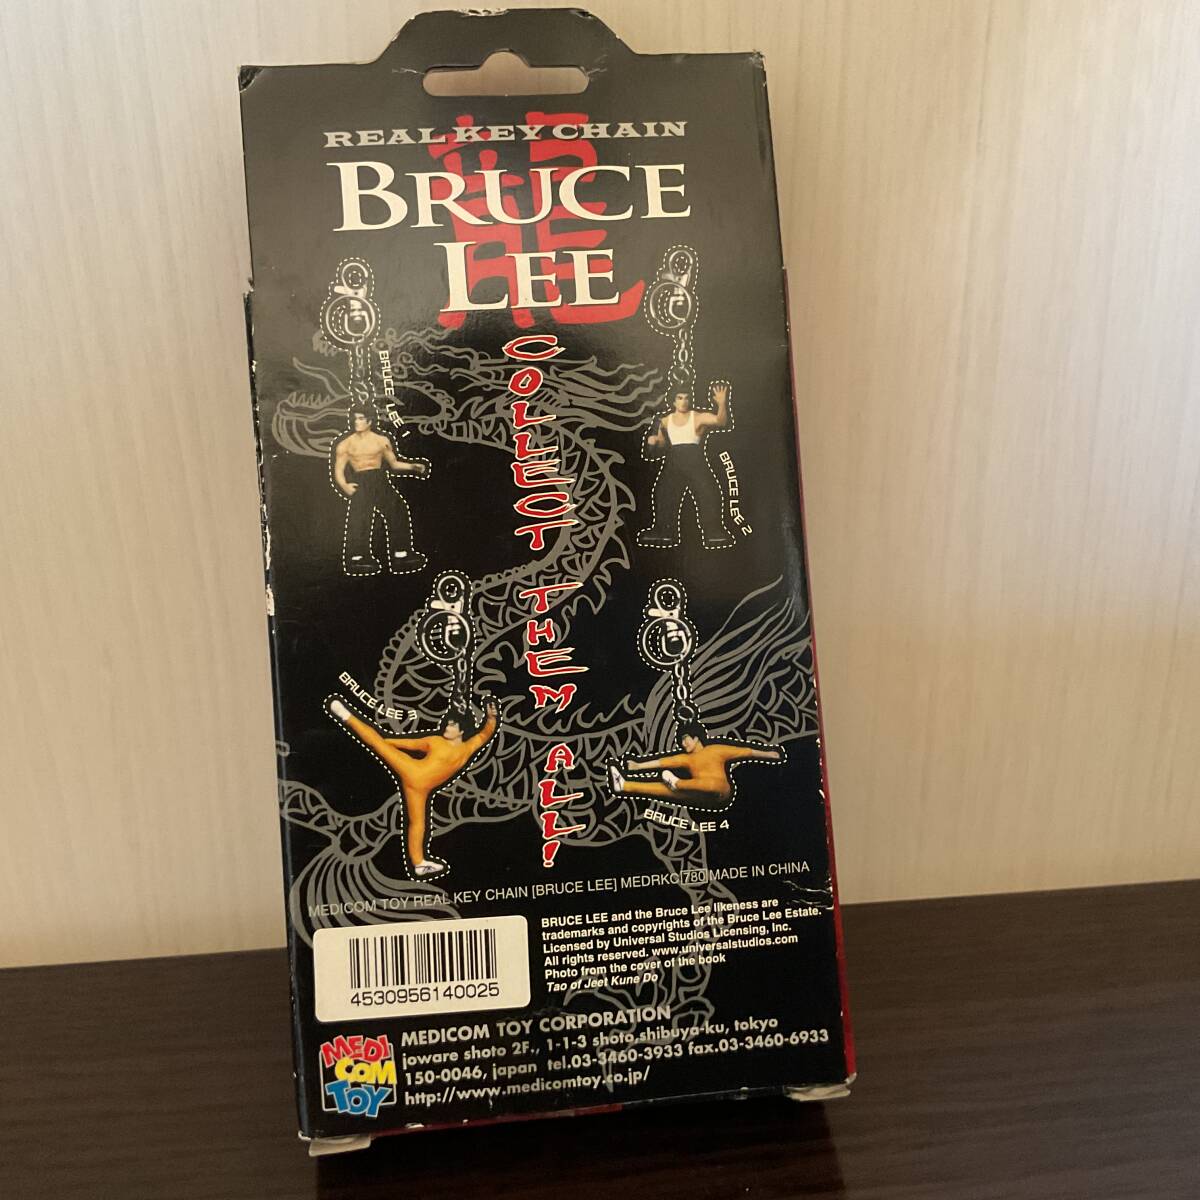 REAL KEY CHAIN
BRUCE
LEE
龍
COLLECT THEM ALL!
BRUCE LEE 1
BRUCE LEE 2
BRUCE LEE 3
BRUCE LEE 4
MEDICOM TOY REAL KEY CHAIN [BRUCE LEE] MEDRKC 780 MADE IN CHINA
4530956140025
BRUCE LEE and the Bruce Lee likeness are
trademarks and copyrights of the Bruce Lee Estate.
Licensed by Universal Studios Licensing, Inc.
All rights reserved. www.universalstudios.com
Photo from the cover of the book
Tao of Jeet Kune Do
MEDI
COM
TOY
MEDICOM TOY CORPORATION
joware shoto 2F., 1-1-3 shoto,shibuya-ku, tokyo
150-0046, japan tel.03-3460-3933 fax.03-3460-6933
http://www.medicomtoy.co.jp/